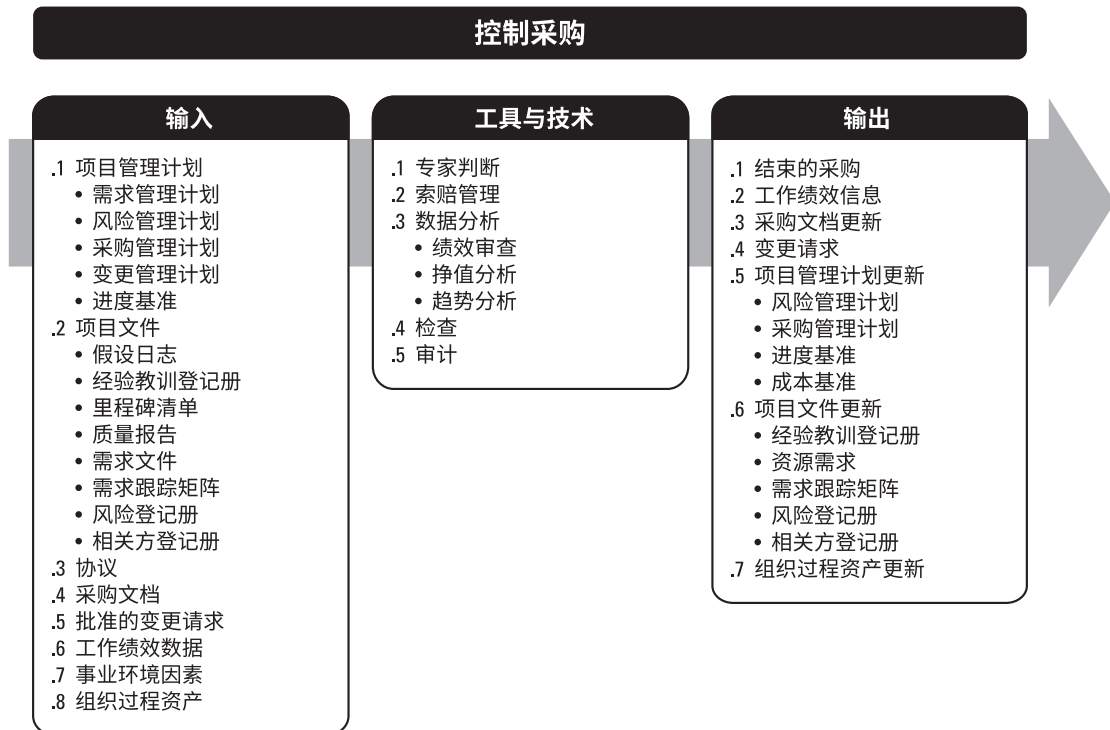 控制采购
输入
.1 项目管理计划
• 需求管理计划
• 风险管理计划
• 采购管理计划
• 变更管理计划
• 进度基准
.2 项目文件
• 假设日志
• 经验教训登记册
• 里程碑清单
• 质量报告
• 需求文件
• 需求跟踪矩阵
• 风险登记册
• 相关方登记册
.3 协议
.4 采购文档
.5 批准的变更请求
.6 工作绩效数据
.7 事业环境因素
.8 组织过程资产
工具与技术
.1 专家判断
.2 索赔管理
.3 数据分析
• 绩效审查
• 挣值分析
• 趋势分析
.4 检查
.5 审计
输出
.1 结束的采购
.2 工作绩效信息
.3 采购文档更新
.4 变更请求
.5 项目管理计划更新
• 风险管理计划
• 采购管理计划
• 进度基准
• 成本基准
.6 项目文件更新
• 经验教训登记册
• 资源需求
• 需求跟踪矩阵
• 风险登记册
• 相关方登记册
.7 组织过程资产更新